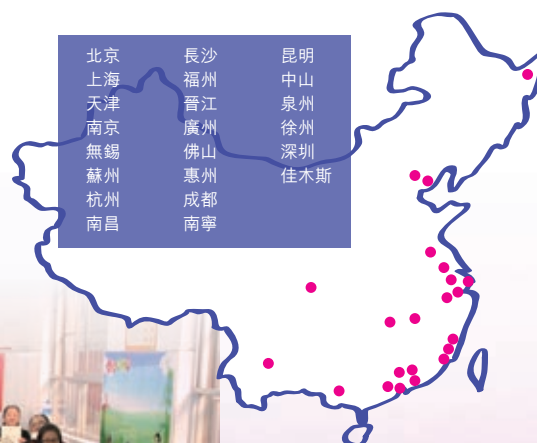 北京
上海
天津
南京
無錫
蘇州
杭州
南昌
長沙
福州
晉江
廣州
佛山
惠州
成都
南寧
昆明
中山
泉州
徐州
深圳
佳木斯